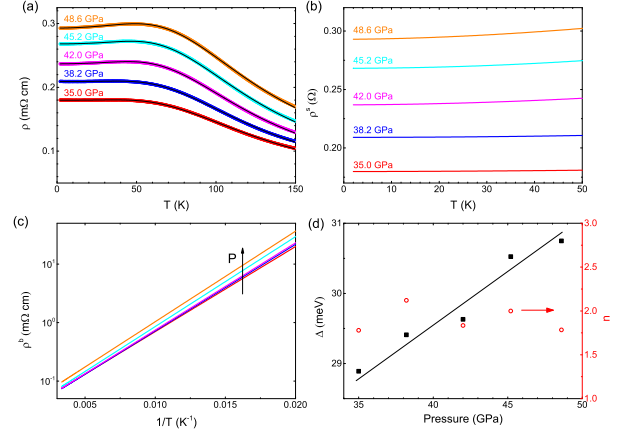 (a)
48.6 GPa
45.2 GPa
42.0 GPa
38.2 GPa
35.0 GPa
0.3
0.2
0.1
ρ (mΩ cm)
0
50
100
150
T (K)
(b)
48.6 GPa
45.2 GPa
42.0 GPa
38.2 GPa
35.0 GPa
0.30
0.25
0.20
ρˢ (Ω)
0
10
20
30
40
50
T (K)
(c)
P
10¹
10⁰
10⁻¹
ρᵇ (mΩ cm)
0.005
0.010
0.015
0.020
1/T (K⁻¹)
(d)
31
30
29
Δ (meV)
3.0
2.5
2.0
1.5
1.0
n
35
40
45
50
Pressure (GPa)